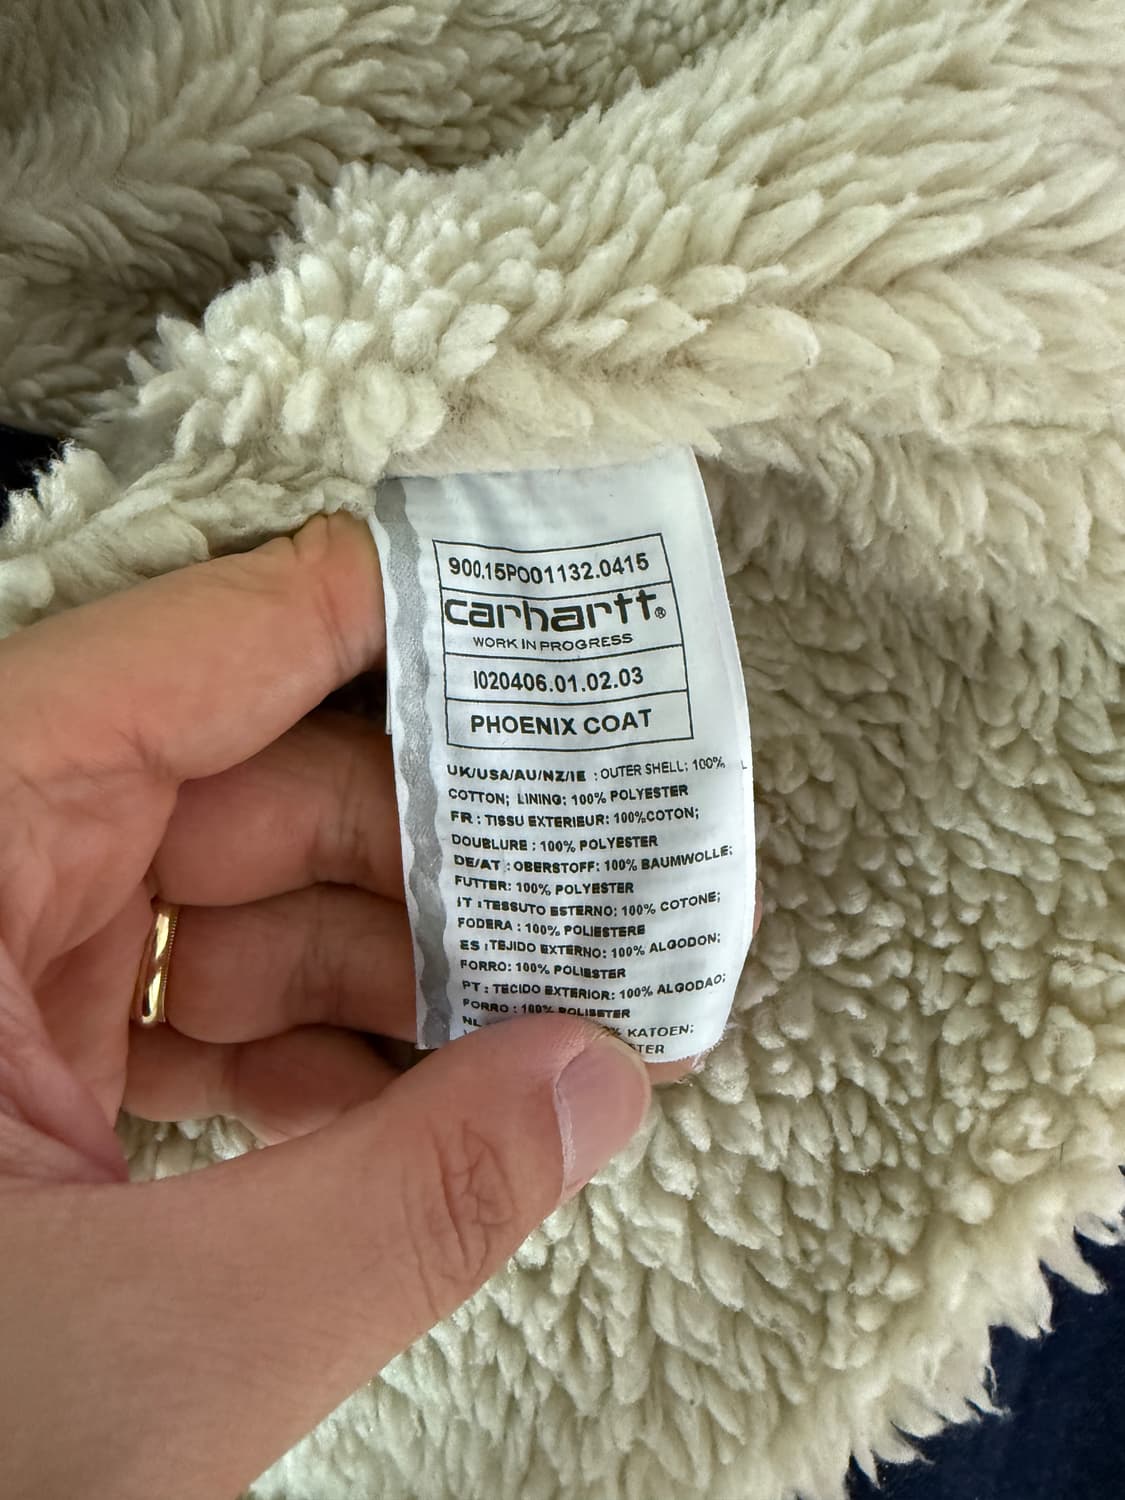 900.15PO01132.0415
carhartt®
WORK IN PROGRESS
I020406.01.02.03
PHOENIX COAT
UK/USA/AU/NZ/IE : OUTER SHELL: 100% L
COTTON; LINING: 100% POLYESTER
FR : TISSU EXTERIEUR: 100%COTON;
DOUBLURE : 100% POLYESTER
DE/AT : OBERSTOFF: 100% BAUMWOLLE;
FUTTER: 100% POLYESTER
IT : TESSUTO ESTERNO: 100% COTONE;
FODERA : 100% POLIESTERE
ES : TEJIDO EXTERNO: 100% ALGODON;
FORRO: 100% POLIESTER
PT : TECIDO EXTERIOR: 100% ALGODAO;
FORRO : 100% POLISETER
NL % KATOEN;
STER